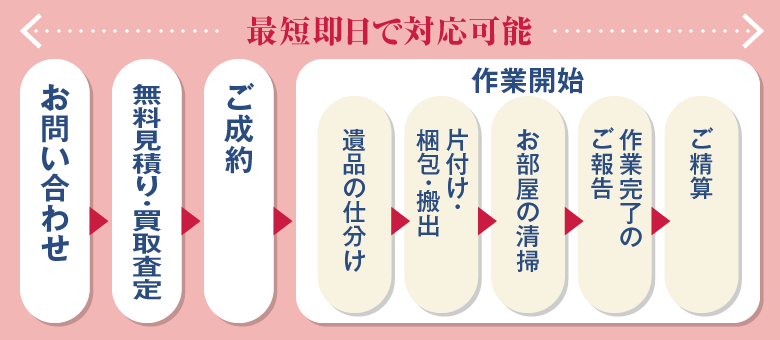 最短即日で対応可能
お問い合わせ
無料見積り・買取査定
ご成約
作業開始
遺品の仕分け
片付け・
梱包・搬出
お部屋の清掃
作業完了の
ご報告
ご精算